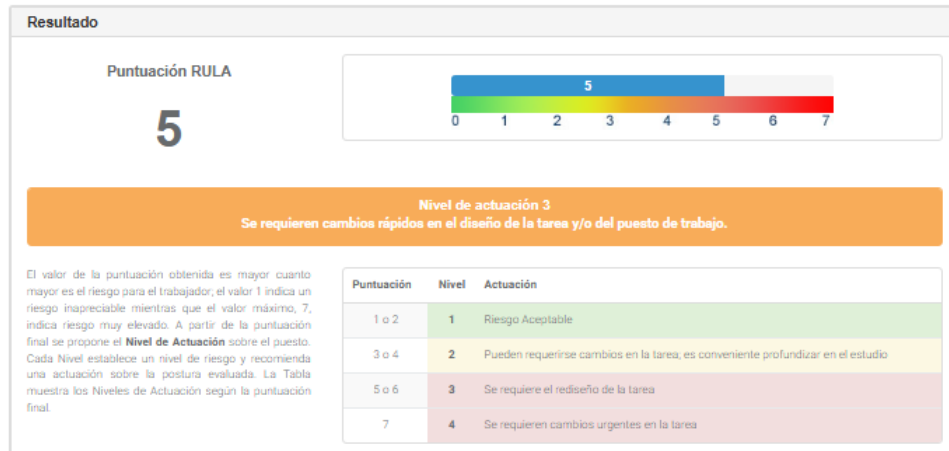 Resultado
Puntuación RULA
5
5
0 1 2 3 4 5 6 7
Nivel de actuación 3
Se requieren cambios rápidos en el diseño de la tarea y/o del puesto de trabajo.
El valor de la puntuación obtenida es mayor cuanto
mayor es el riesgo para el trabajador; el valor 1 indica un
riesgo inapreciable mientras que el valor máximo, 7,
indica riesgo muy elevado. A partir de la puntuación
final se propone el Nivel de Actuación sobre el puesto.
Cada Nivel establece un nivel de riesgo y recomienda
una actuación sobre la postura evaluada. La Tabla
muestra los Niveles de Actuación según la puntuación
final.
Puntuación Nivel Actuación
1 o 2 1 Riesgo Aceptable
3 o 4 2 Pueden requerirse cambios en la tarea; es conveniente profundizar en el estudio
5 o 6 3 Se requiere el rediseño de la tarea
7 4 Se requieren cambios urgentes en la tarea